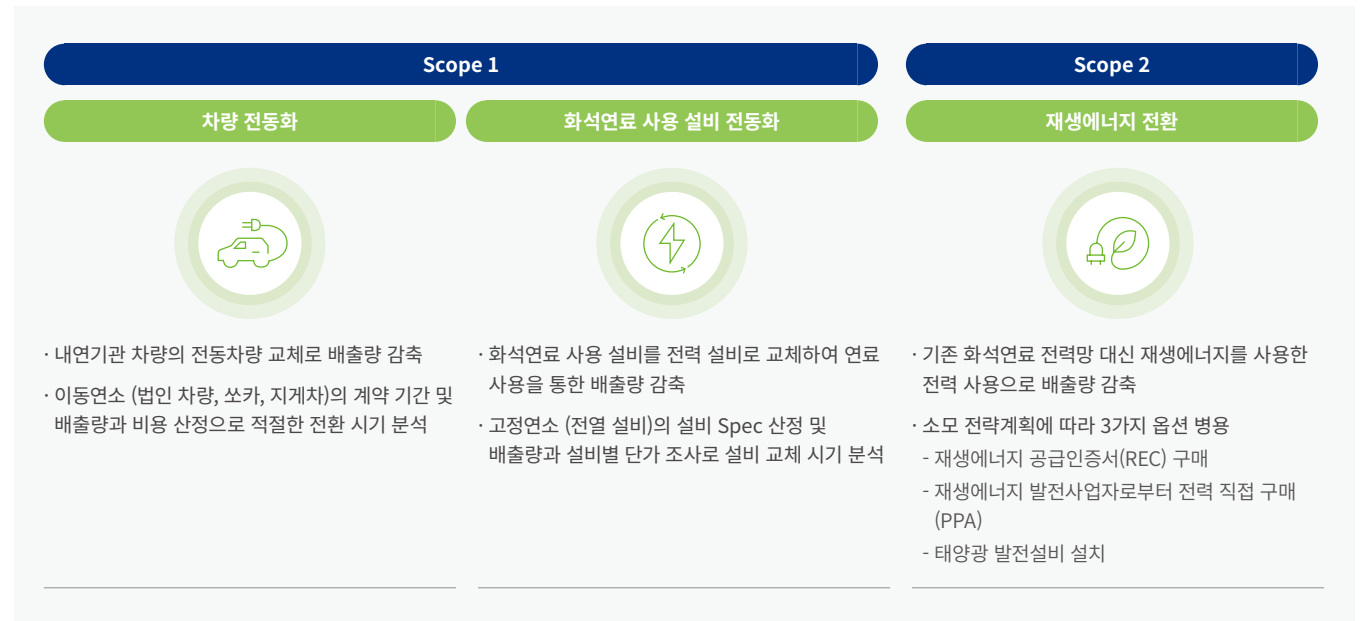 Scope 1
차량 전동화
· 내연기관 차량의 전동차량 교체로 배출량 감축
· 이동연소 (법인 차량, 쏘카, 지게차)의 계약 기간 및
배출량과 비용 산정으로 적절한 전환 시기 분석
화석연료 사용 설비 전동화
· 화석연료 사용 설비를 전력 설비로 교체하여 연료
사용을 통한 배출량 감축
· 고정연소 (전열 설비)의 설비 Spec 산정 및
배출량과 설비별 단가 조사로 설비 교체 시기 분석
Scope 2
재생에너지 전환
· 기존 화석연료 전력망 대신 재생에너지를 사용한
전력 사용으로 배출량 감축
· 소모 전략계획에 따라 3가지 옵션 병용
- 재생에너지 공급인증서(REC) 구매
- 재생에너지 발전사업자로부터 전력 직접 구매
(PPA)
- 태양광 발전설비 설치